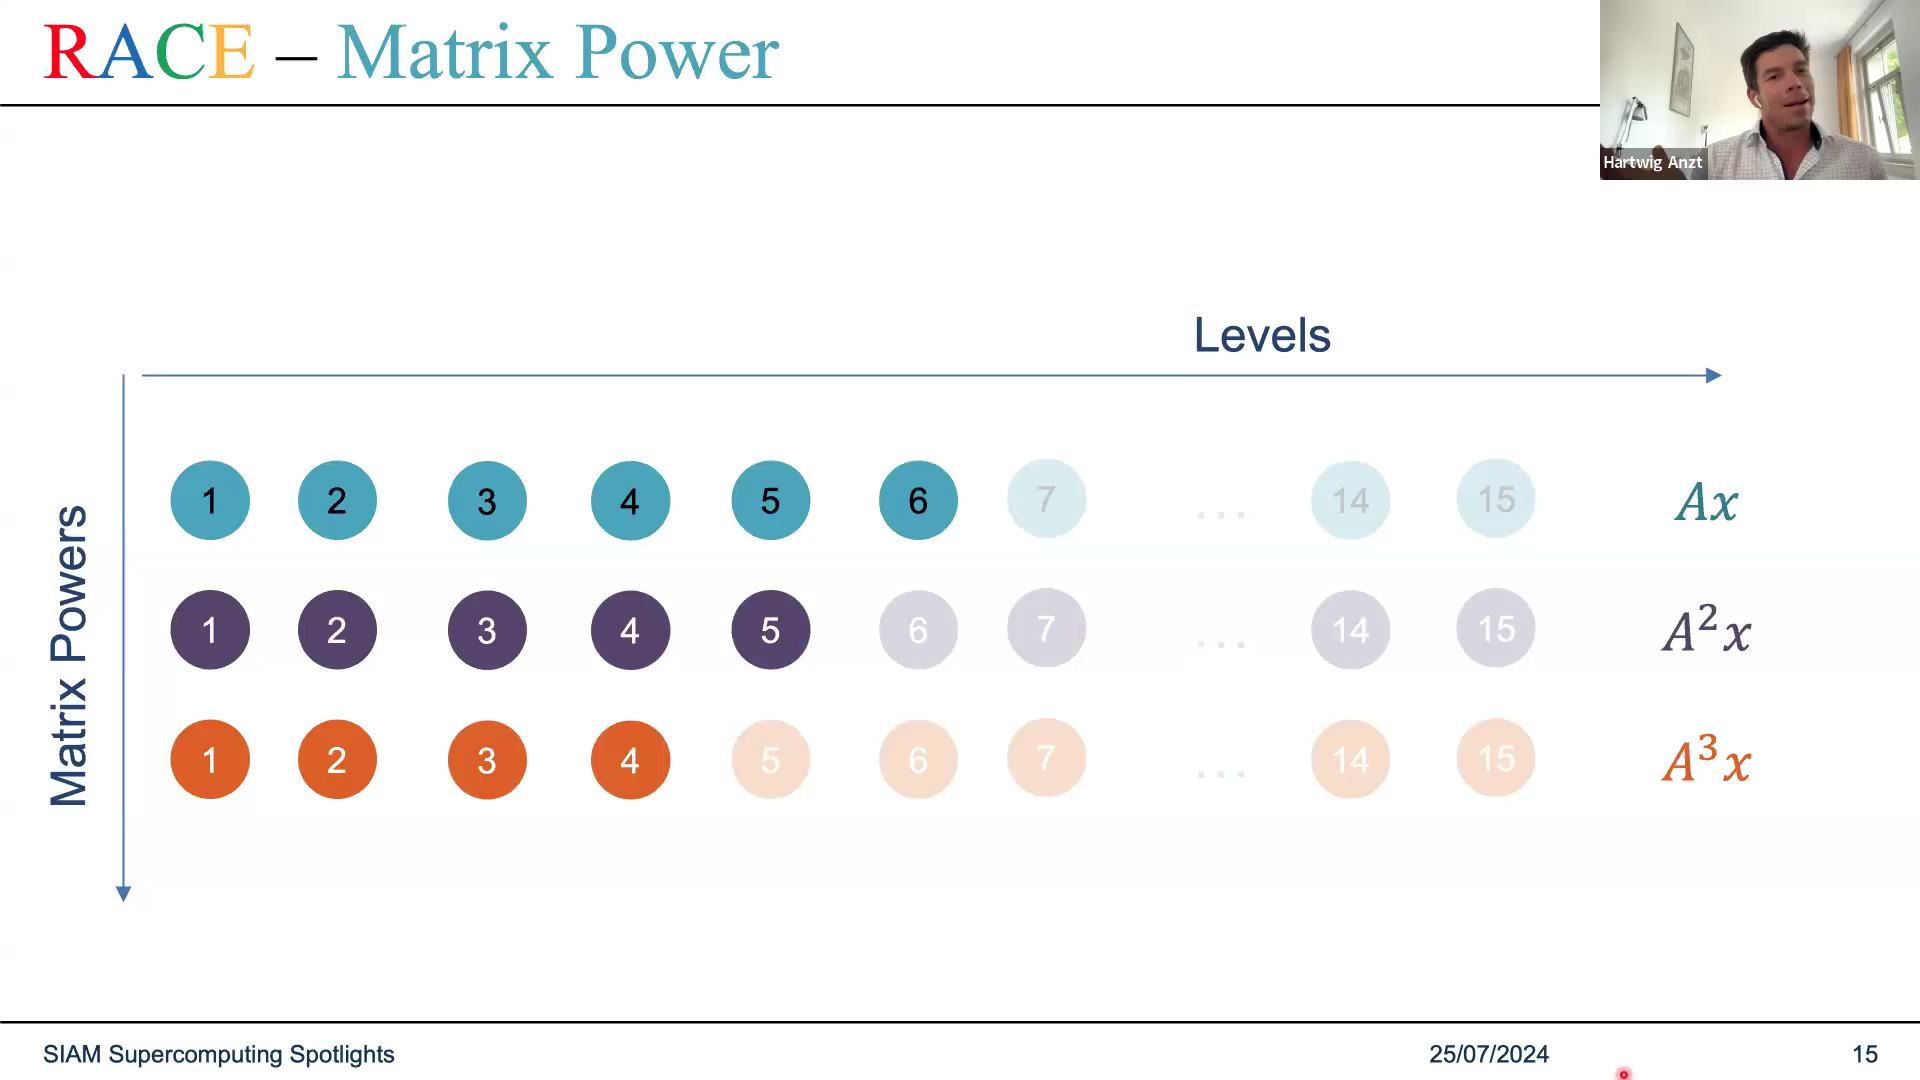 RACE – Matrix Power
Hartwig Anzt
Levels
Matrix Powers
1 2 3 4 5 6 7 ... 14 15 Ax
1 2 3 4 5 6 7 ... 14 15 A²x
1 2 3 4 5 6 7 ... 14 15 A³x
SIAM Supercomputing Spotlights
25/07/2024
15